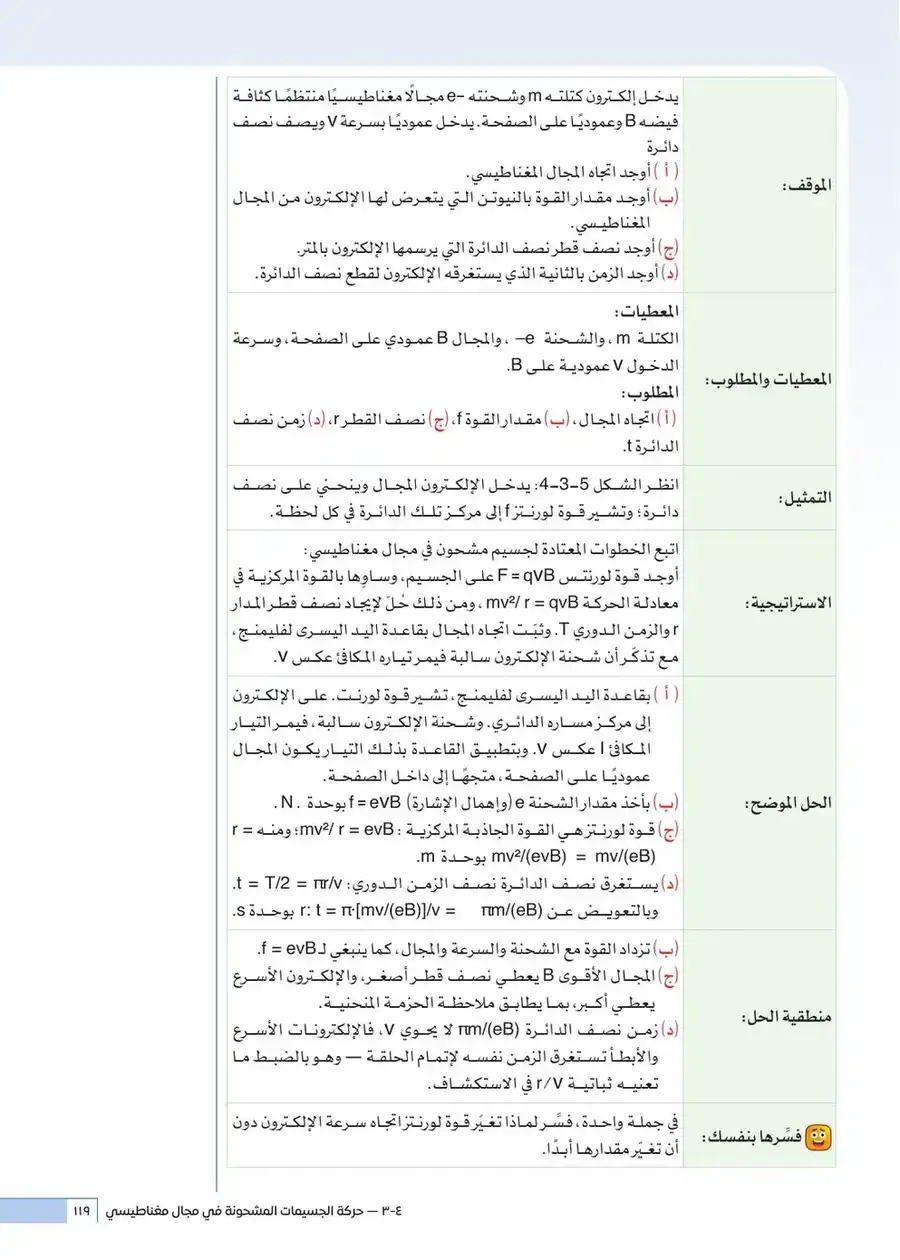 الموقف:
يدخل إلكترون كتلته m وشحنته e− مجالًا مغناطيسيًا منتظمًا كثافة
فيضه B وعموديًا على الصفحة. يدخل عموديًا بسرعة v ويصف نصف
دائرة
(أ) أوجد اتجاه المجال المغناطيسي.
(ب) أوجد مقدار القوة بالنيوتن التي يتعرض لها الإلكترون من المجال
المغناطيسي.
(ج) أوجد نصف قطر نصف الدائرة التي يرسمها الإلكترون بالمتر.
(د) أوجد الزمن بالثانية الذي يستغرقه الإلكترون لقطع نصف الدائرة.
المعطيات والمطلوب:
المعطيات:
الكتلة m، والشحنة −e، والمجال B عمودي على الصفحة، وسرعة
الدخول v عمودية على B.
المطلوب:
(أ) اتجاه المجال، (ب) مقدار القوة f، (ج) نصف القطر r، (د) زمن نصف
الدائرة t.
التمثيل:
انظر الشكل 5–3–4: يدخل الإلكترون المجال وينحني على نصف
دائرة؛ وتشير قوة لورنتز f إلى مركز تلك الدائرة في كل لحظة.
الاستراتيجية:
اتبع الخطوات المعتادة لجسيم مشحون في مجال مغناطيسي:
أوجد قوة لورنتس F = qvB على الجسيم، وساوِها بالقوة المركزية في
معادلة الحركة mv²/ r = qvB، ومن ذلك حُلّ لإيجاد نصف قطر المدار
r والزمن الدوري T. وثبّت اتجاه المجال بقاعدة اليد اليسرى لفليمنج،
مع تذكّر أن شحنة الإلكترون سالبة فيمر تياره المكافئ عكس v.
الحل الموضح:
(أ) بقاعدة اليد اليسرى لفليمنج، تشير قوة لورنت. على الإلكترون
إلى مركز مساره الدائري. وشحنة الإلكترون سالبة، فيمر التيار
المكافئ I عكس v. وبتطبيق القاعدة بذلك التيار يكون المجال
عموديًا على الصفحة، متجهًا إلى داخل الصفحة.
(ب) بأخذ مقدار الشحنة e (وإهمال الإشارة) f = evB بوحدة N .
(ج) قوة لورنتز هي القوة الجاذبة المركزية : mv²/ r = evB؛ ومنه r =
mv²/(evB) = mv/(eB) بوحدة m.
(د) يستغرق نصف الدائرة نصف الزمن الدوري: t = T/2 = πr/v.
وبالتعويض عن r: t = π·[mv/(eB)]/v = πm/(eB) بوحدة s.
منطقية الحل:
(ب) تزداد القوة مع الشحنة والسرعة والمجال، كما ينبغي لـ f = evB.
(ج) المجال الأقوى B يعطي نصف قطر أصغر، والإلكترون الأسرع
يعطي أكبر، بما يطابق ملاحظة الحزمة المنحنية.
(د) زمن نصف الدائرة πm/(eB) لا يحوي v، فالإلكترونات الأسرع
والأبطأ تستغرق الزمن نفسه لإتمام الحلقة — وهو بالضبط ما
تعنيه ثباتية r/v في الاستكشاف.
فسِّرها بنفسك:
في جملة واحدة، فسِّر لماذا تغيّر قوة لورنتز اتجاه سرعة الإلكترون دون
أن تغيّر مقدارها أبدًا.
٤-٣ — حركة الجسيمات المشحونة في مجال مغناطيسي
١١٩